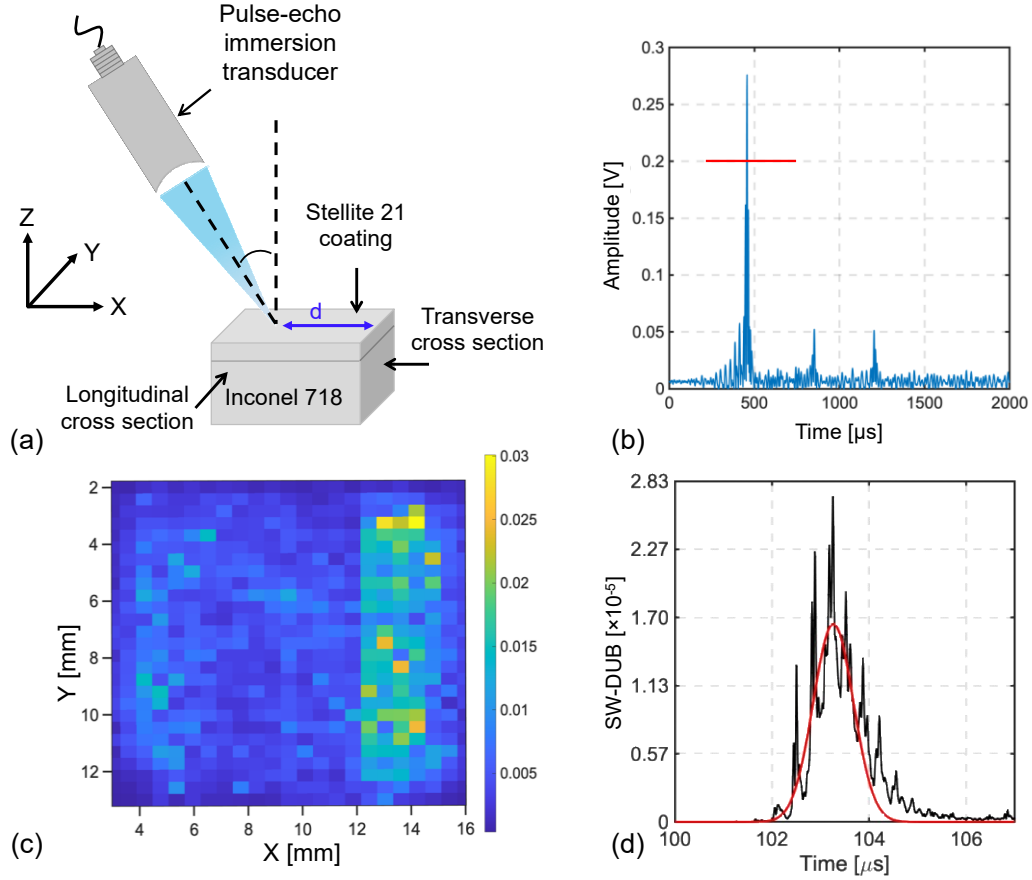 Pulse-echo
immersion
transducer
Stellite 21
coating
Z
Y
X
d
Transverse
cross section
Longitudinal
cross section
Inconel 718
(a)
0.3
0.25
0.2
0.15
0.1
0.05
0
Amplitude [V]
0 500 1000 1500 2000
Time [µs]
(b)
2
4
6
8
10
12
Y [mm]
4 6 8 10 12 14 16
X [mm]
0.03
0.025
0.02
0.015
0.01
0.005
(c)
2.83
2.27
1.70
1.13
0.57
0
SW-DUB [×10⁻⁵]
100 102 104 106
Time [µs]
(d)